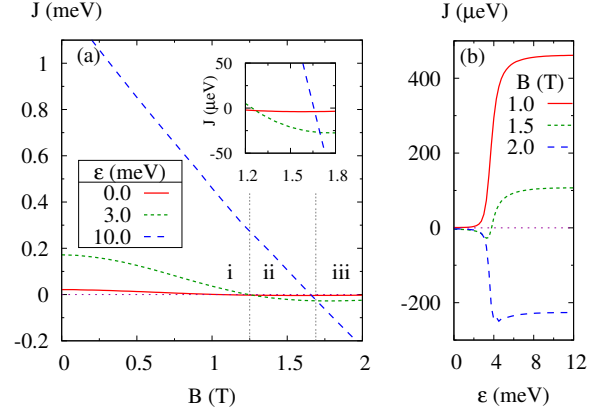 J (meV)
(a)
1
0.8
0.6
0.4
0.2
0
-0.2
0
0.5
1
1.5
2
B (T)
ε (meV)
0.0
3.0
10.0
i
ii
iii
J (μeV)
50
0
-50
1.2
1.5
1.8
J (μeV)
(b)
400
200
0
-200
0
4
8
12
ε (meV)
B (T)
1.0
1.5
2.0